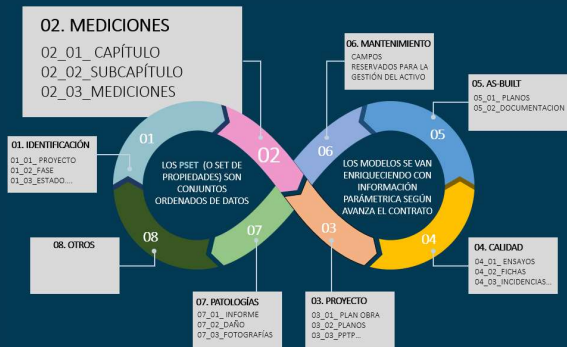 02. MEDICIONES
02_01_ CAPÍTULO
02_02_SUBCAPÍTULO
02_03_MEDICIONES
06. MANTENIMIENTO
CAMPOS
RESERVADOS PARA LA
GESTIÓN DEL ACTIVO
05. AS-BUILT
05_01_ PLANOS
05_02_DOCUMENTACION
01. IDENTIFICACIÓN
01_01_ PROYECTO
01_02_FASE
01_03_ESTADO....
01
02
06
05
LOS PSET (O SET DE
PROPIEDADES) SON
CONJUNTOS
ORDENADOS DE DATOS
LOS MODELOS SE VAN
ENRIQUECIENDO CON
INFORMACIÓN
PARÁMETRICA SEGÚN
AVANZA EL CONTRATO
08
07
03
04
08. OTROS
04. CALIDAD
04_01_ ENSAYOS
04_02_FICHAS
04_03_INCIDENCIAS...
07. PATOLOGÍAS
07_01_ INFORME
07_02_DAÑO
07_03_FOTOGRAFÍAS
03. PROYECTO
03_01_ PLAN OBRA
03_02_PLANOS
03_03_PPTP...